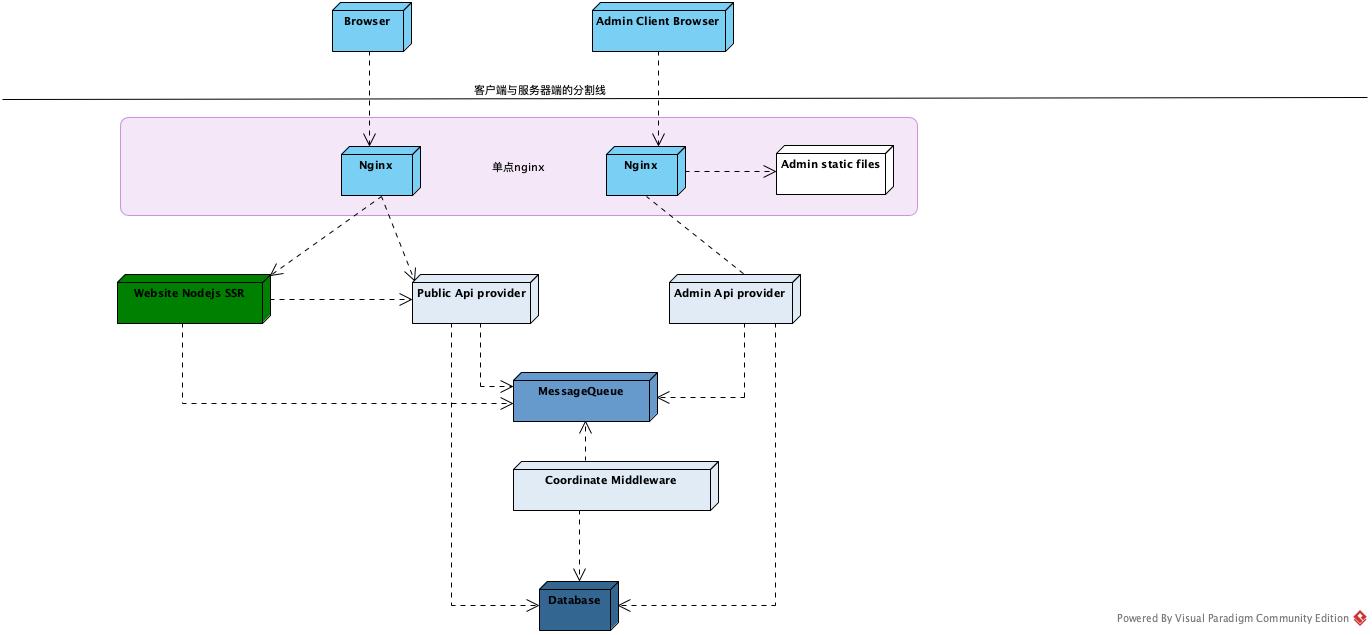 Browser
Admin Client Browser
客户端与服务器端的分割线
Nginx
单点nginx
Nginx
Admin static files
Website Nodejs SSR
Public Api provider
Admin Api provider
MessageQueue
Coordinate Middleware
Database
Powered By Visual Paradigm Community Edition